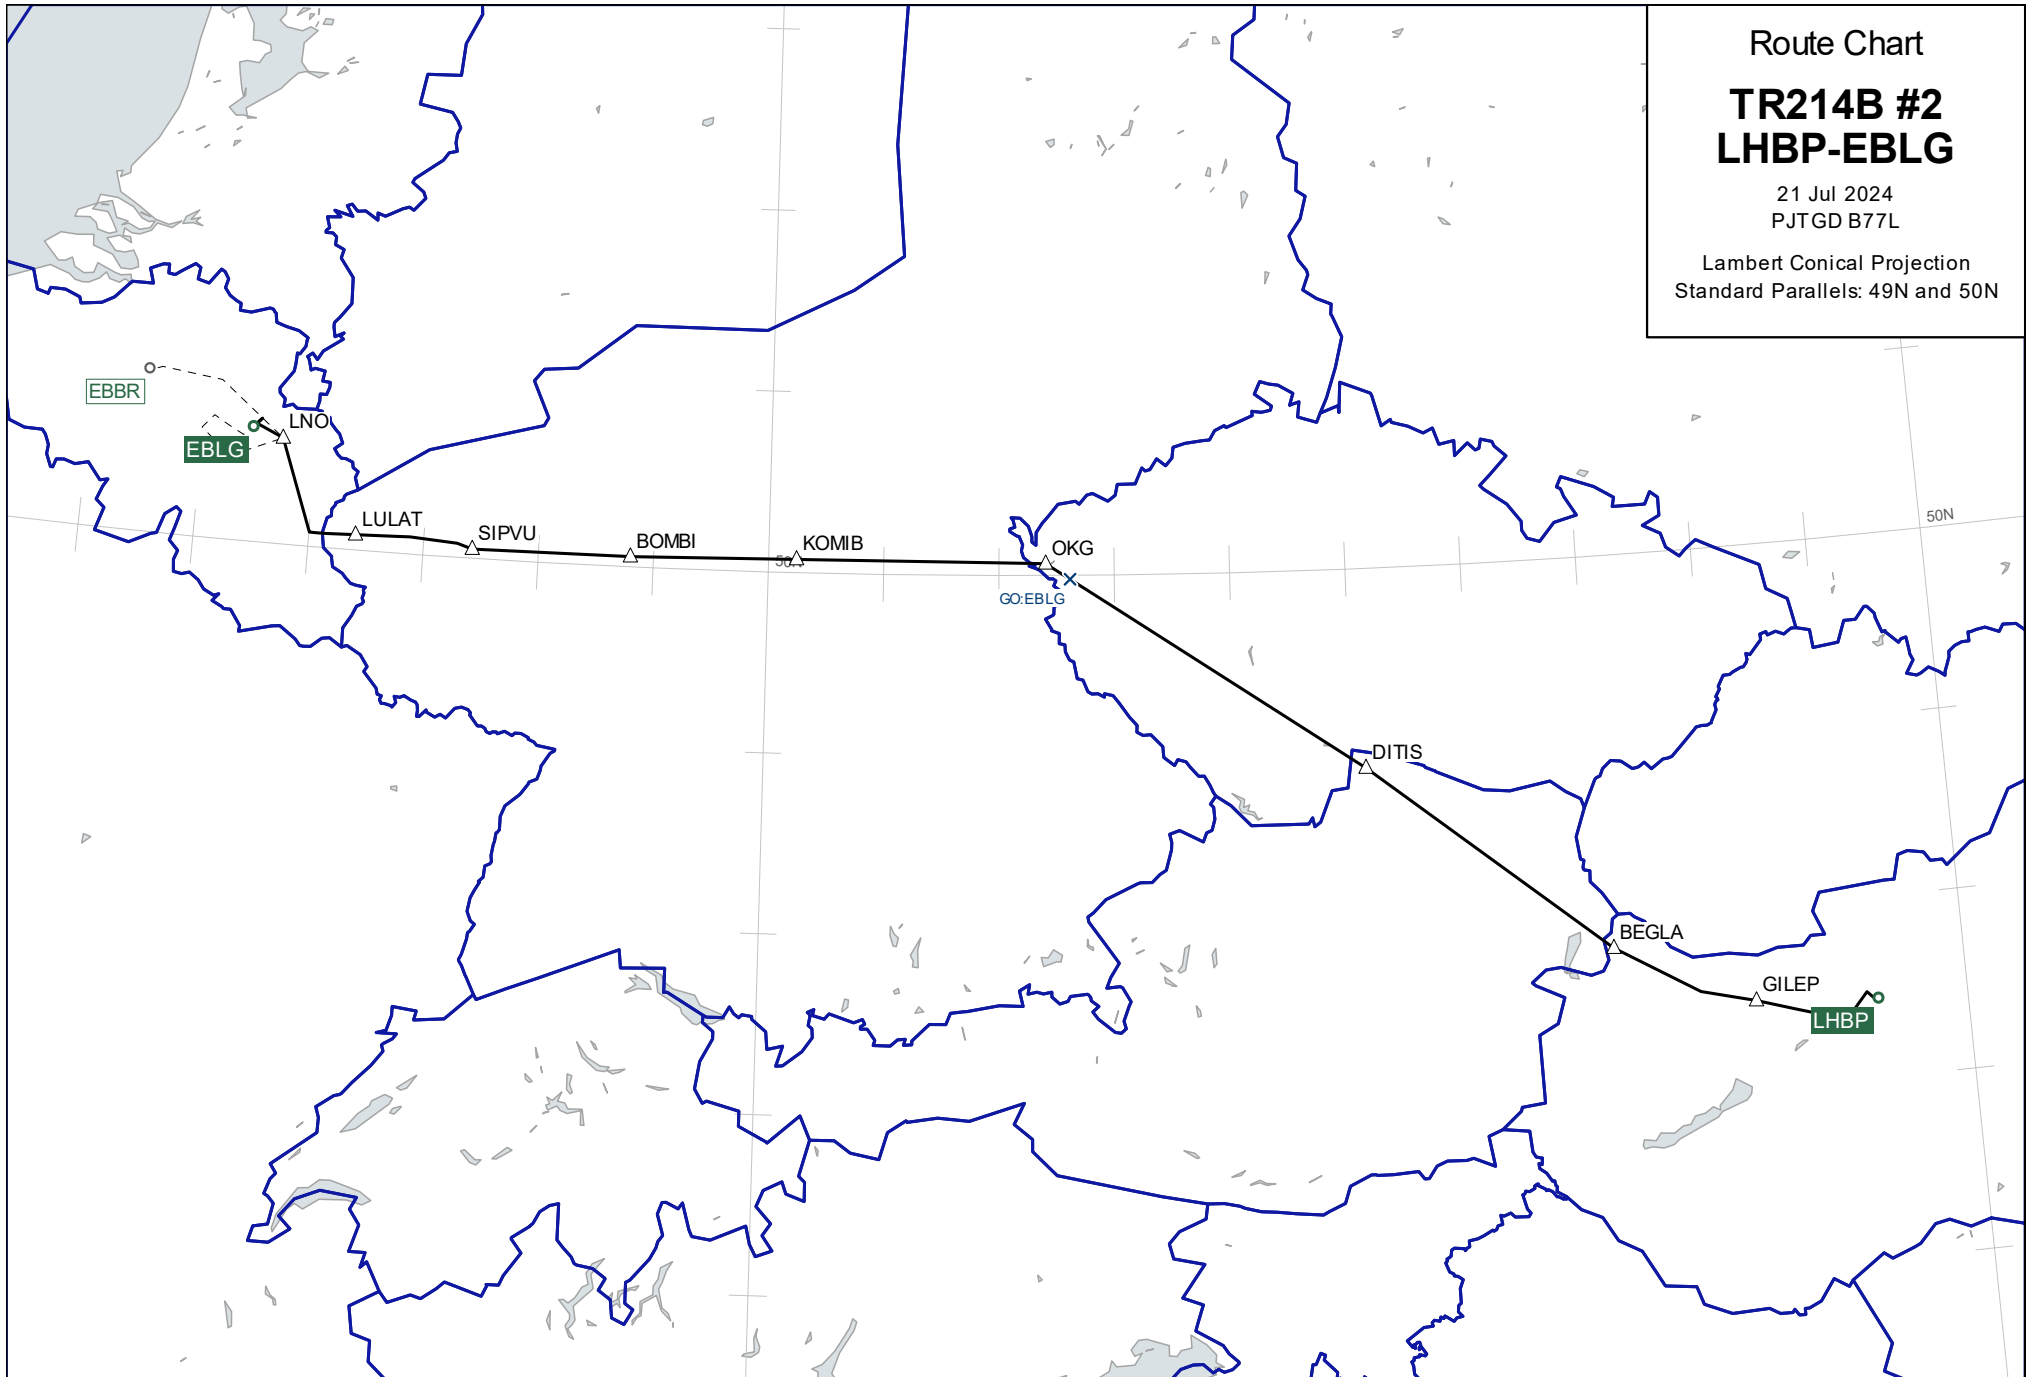 Route Chart
TR214B #2
LHBP-EBLG
21 Jul 2024
PJTGD B77L
Lambert Conical Projection
Standard Parallels: 49N and 50N
EBBR
LNO
EBLG
LULAT
SIPVU
BOMBI
KOMIB
50N
OKG
GO:EBLG
50N
DITIS
BEGLA
GILEP
LHBP